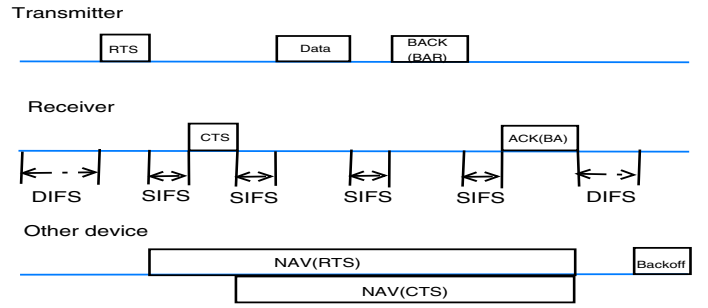 Transmitter
RTS
Data
BACK
(BAR)
Receiver
CTS
ACK(BA)
DIFS
SIFS
SIFS
SIFS
SIFS
DIFS
Other device
NAV(RTS)
Backoff
NAV(CTS)